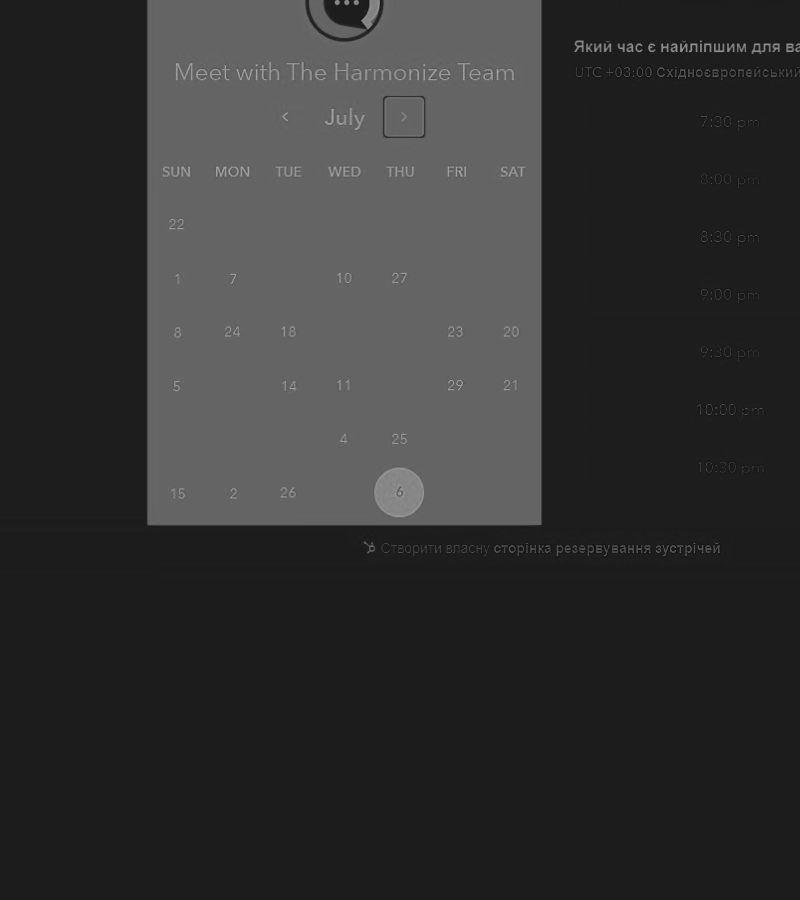 Meet with The Harmonize Team
July
SUN MON TUE WED THU FRI SAT
22
1 7 10 27
8 24 18 23 20
5 14 11 29 21
4 25
15 2 26 6
Який час є найліпшим для
UTC +03:00 Східноєвропейський
7:30 pm
8:00 pm
8:30 pm
9:00 pm
9:30 pm
10:00 pm
10:30 pm
Створити власну сторінка резервування зустрічей